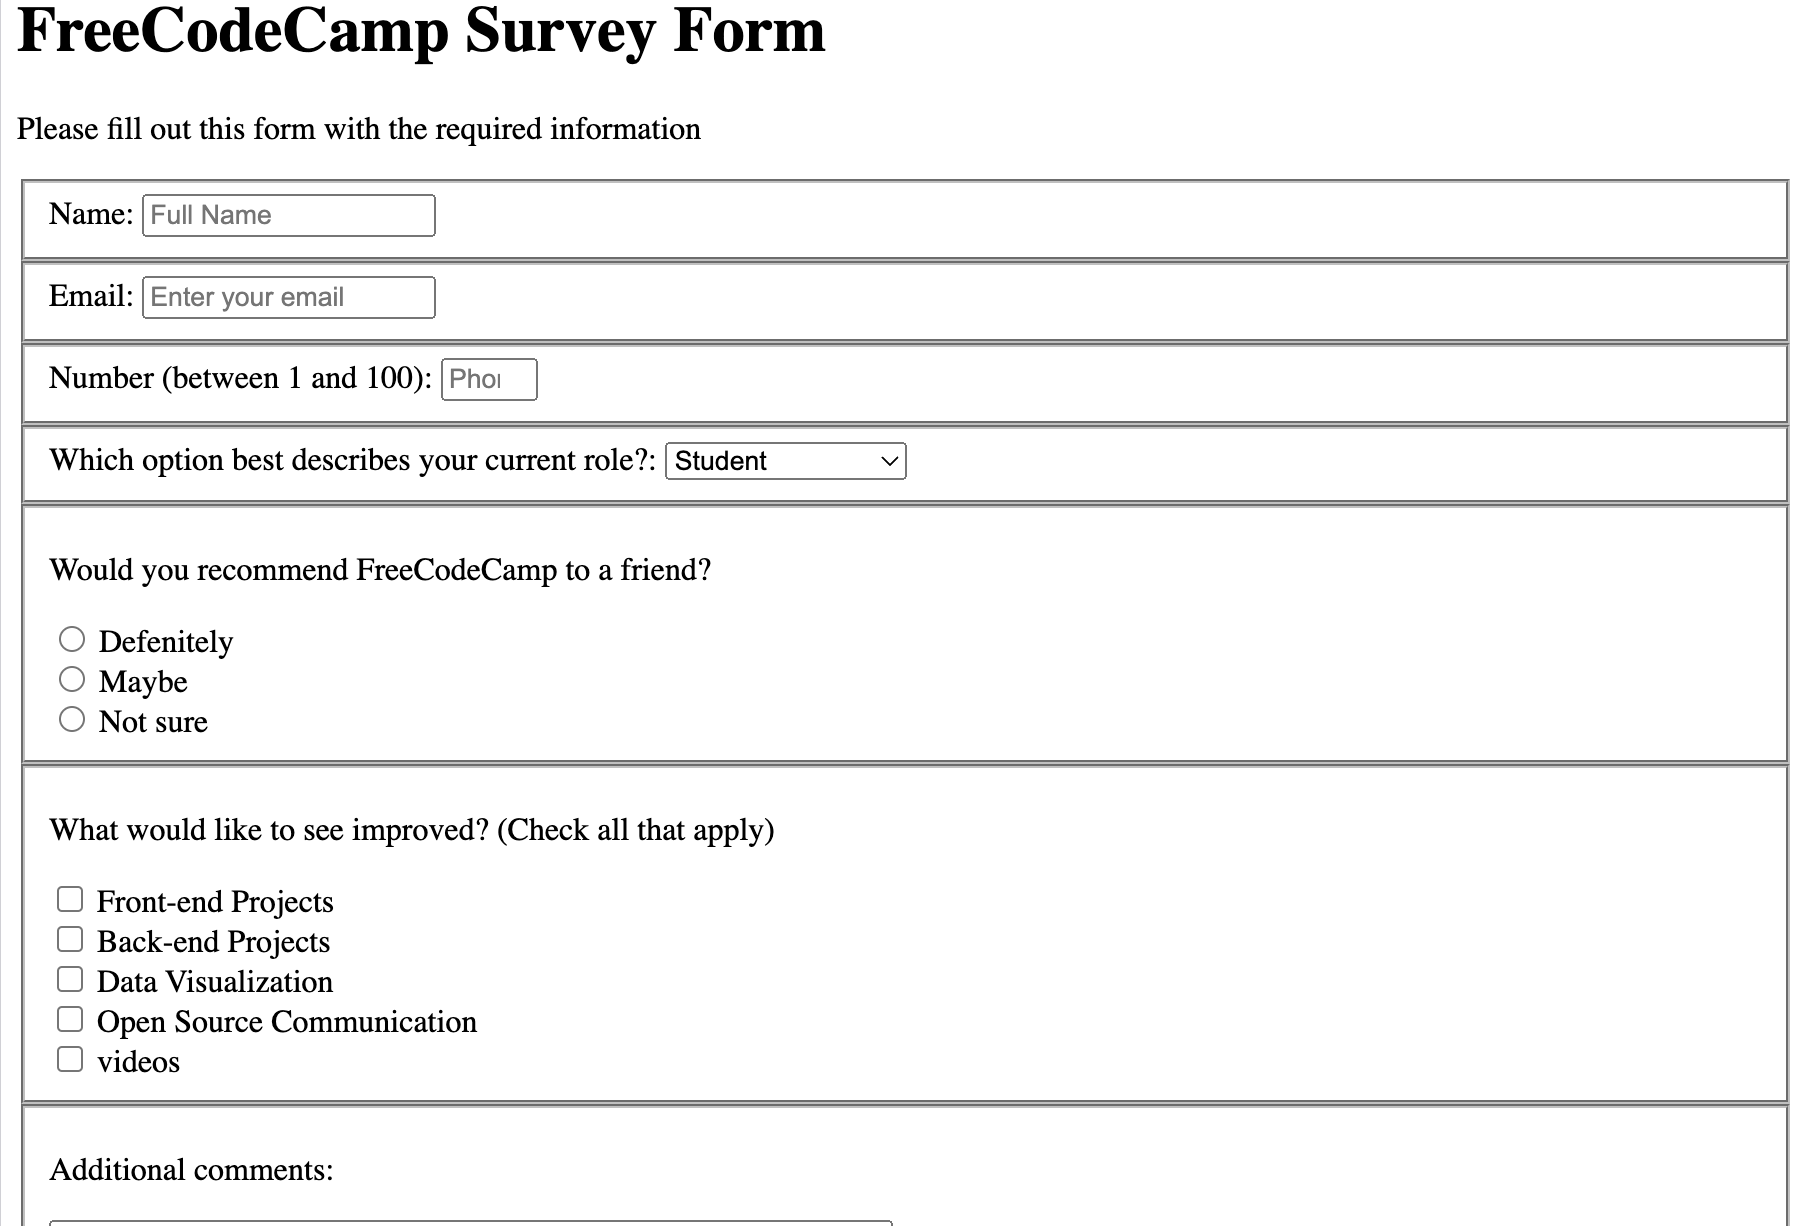 FreeCodeCamp Survey Form
Please fill out this form with the required information
Name: Full Name
Email: Enter your email
Number (between 1 and 100):
Which option best describes your current role?: Student
Would you recommend FreeCodeCamp to a friend?
Defenitely
Maybe
Not sure
What would like to see improved? (Check all that apply)
Front-end Projects
Back-end Projects
Data Visualization
Open Source Communication
videos
Additional comments: